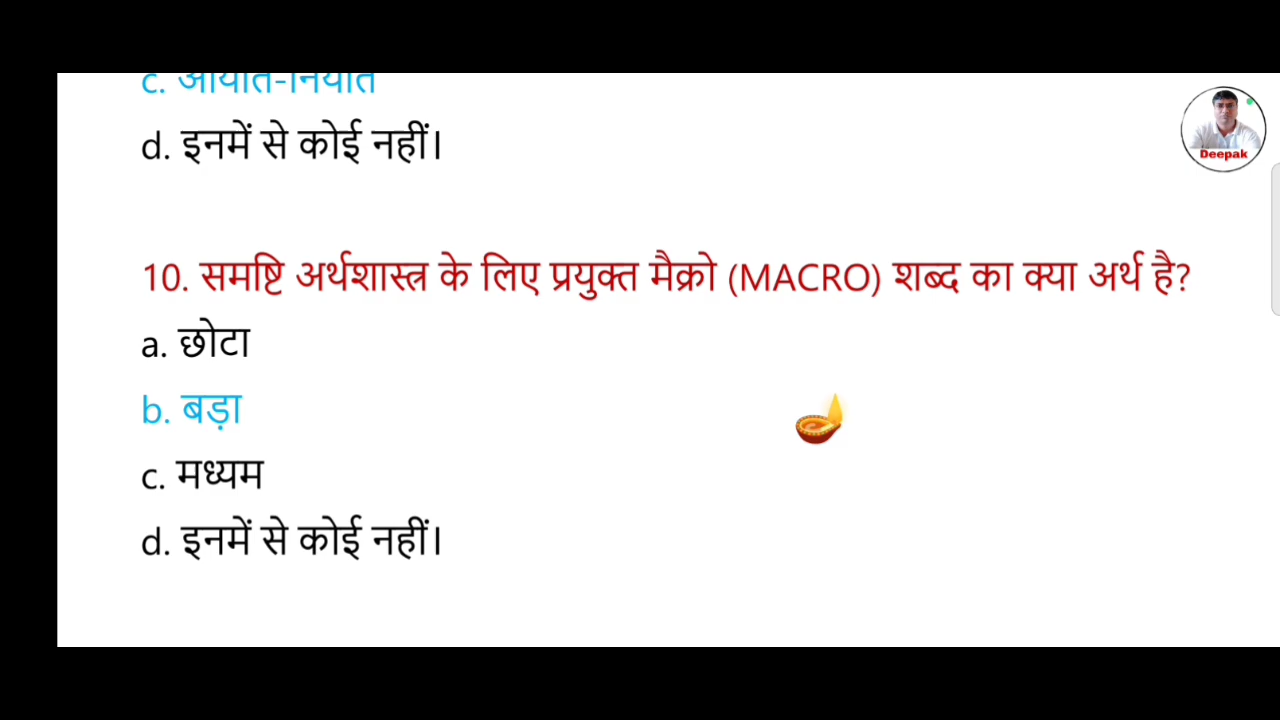 c. आयात-निर्यात
d. इनमें से कोई नहीं।
Deepak
10. समष्टि अर्थशास्त्र के लिए प्रयुक्त मैक्रो (MACRO) शब्द का क्या अर्थ है?
a. छोटा
b. बड़ा
c. मध्यम
d. इनमें से कोई नहीं।